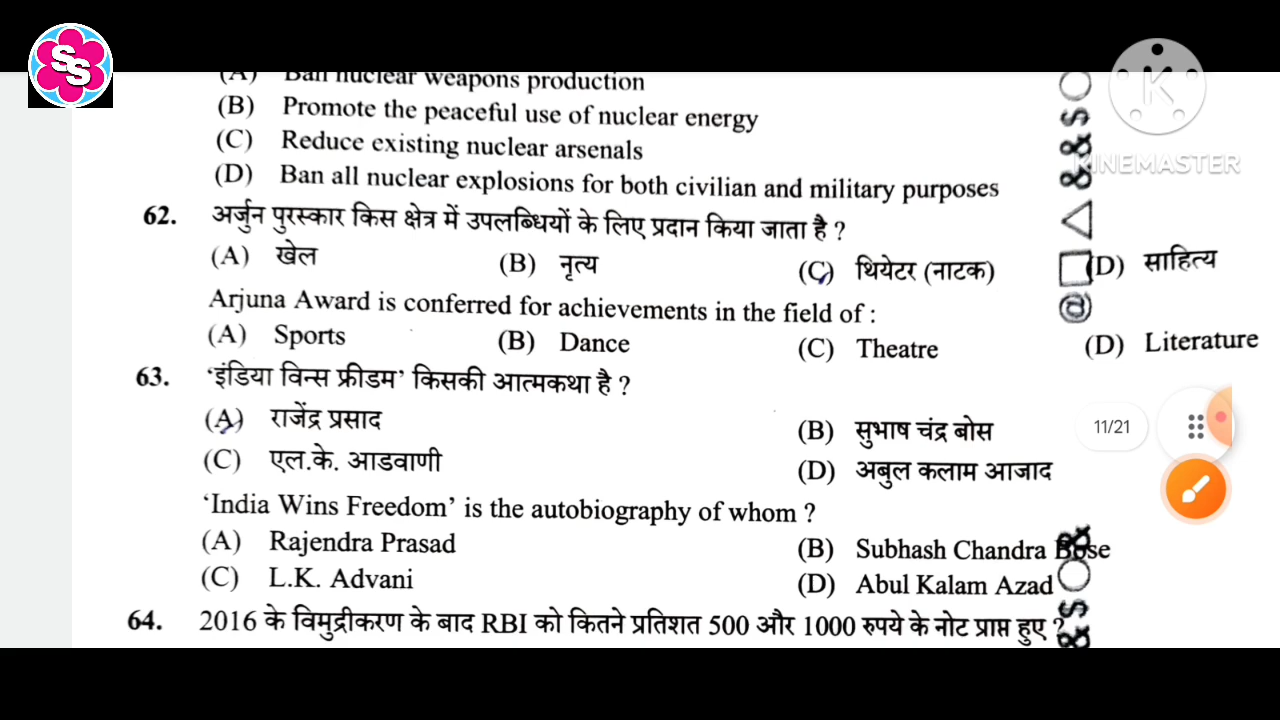 SS
K
KINEMASTER
(A) Ban nuclear weapons production
(B) Promote the peaceful use of nuclear energy
(C) Reduce existing nuclear arsenals
(D) Ban all nuclear explosions for both civilian and military purposes
62. अर्जुन पुरस्कार किस क्षेत्र में उपलब्धियों के लिए प्रदान किया जाता है ?
(A) खेल (B) नृत्य (C) थियेटर (नाटक) (D) साहित्य
Arjuna Award is conferred for achievements in the field of :
(A) Sports (B) Dance (C) Theatre (D) Literature
63. ‘इंडिया विन्स फ्रीडम’ किसकी आत्मकथा है ?
(A) राजेंद्र प्रसाद (B) सुभाष चंद्र बोस
(C) एल.के. आडवाणी (D) अबुल कलाम आजाद
‘India Wins Freedom’ is the autobiography of whom ?
(A) Rajendra Prasad (B) Subhash Chandra Bose
(C) L.K. Advani (D) Abul Kalam Azad
64. 2016 के विमुद्रीकरण के बाद RBI को कितने प्रतिशत 500 और 1000 रुपये के नोट प्राप्त हुए ?
11/21